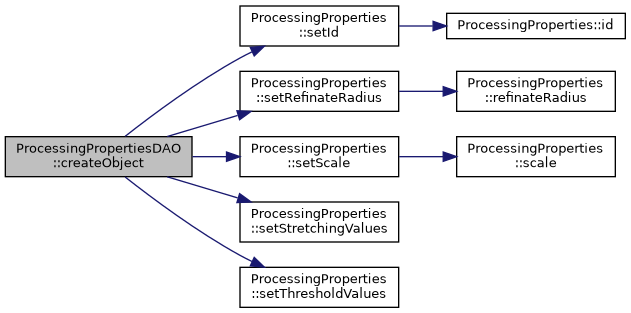 ProcessingProperties
::setId
ProcessingProperties::id
ProcessingProperties
::setRefinateRadius
ProcessingProperties
::refinateRadius
ProcessingPropertiesDAO
::createObject
ProcessingProperties
::setScale
ProcessingProperties
::scale
ProcessingProperties
::setStretchingValues
ProcessingProperties
::setThresholdValues